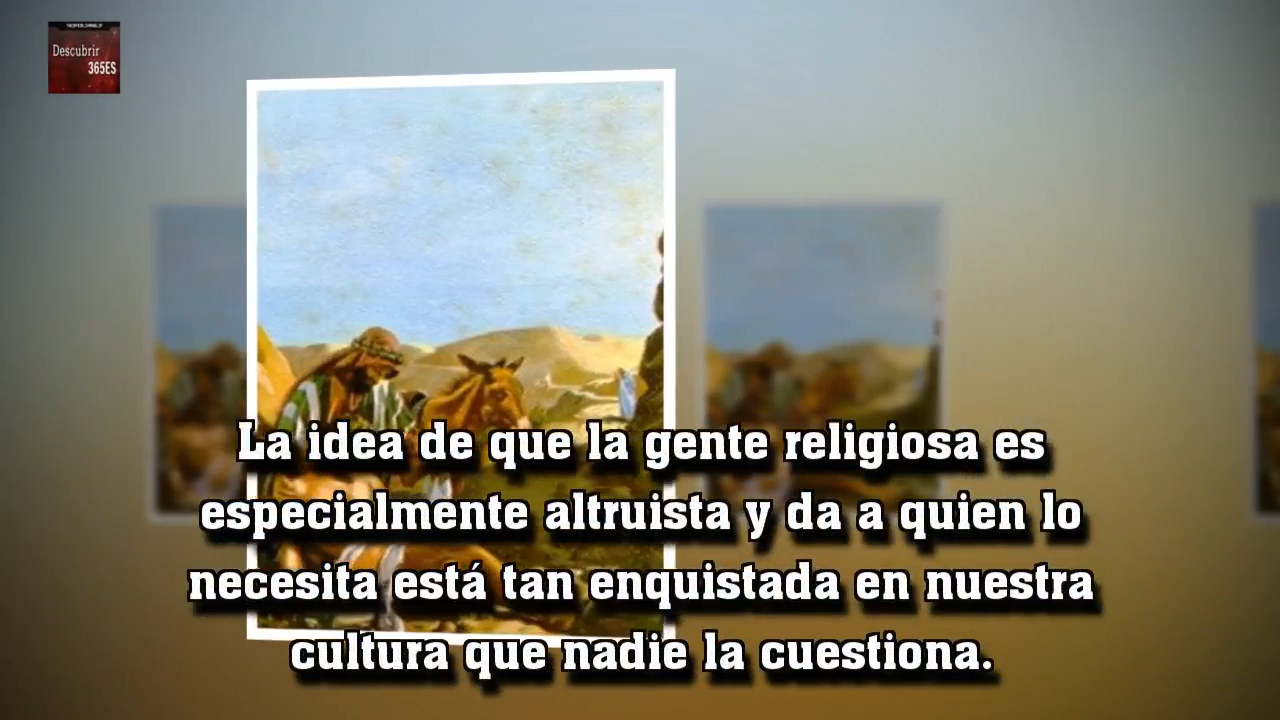 Descubrir
365ES
La idea de que la gente religiosa es
especialmente altruista y da a quien lo
necesita está tan enquistada en nuestra
cultura que nadie la cuestiona.